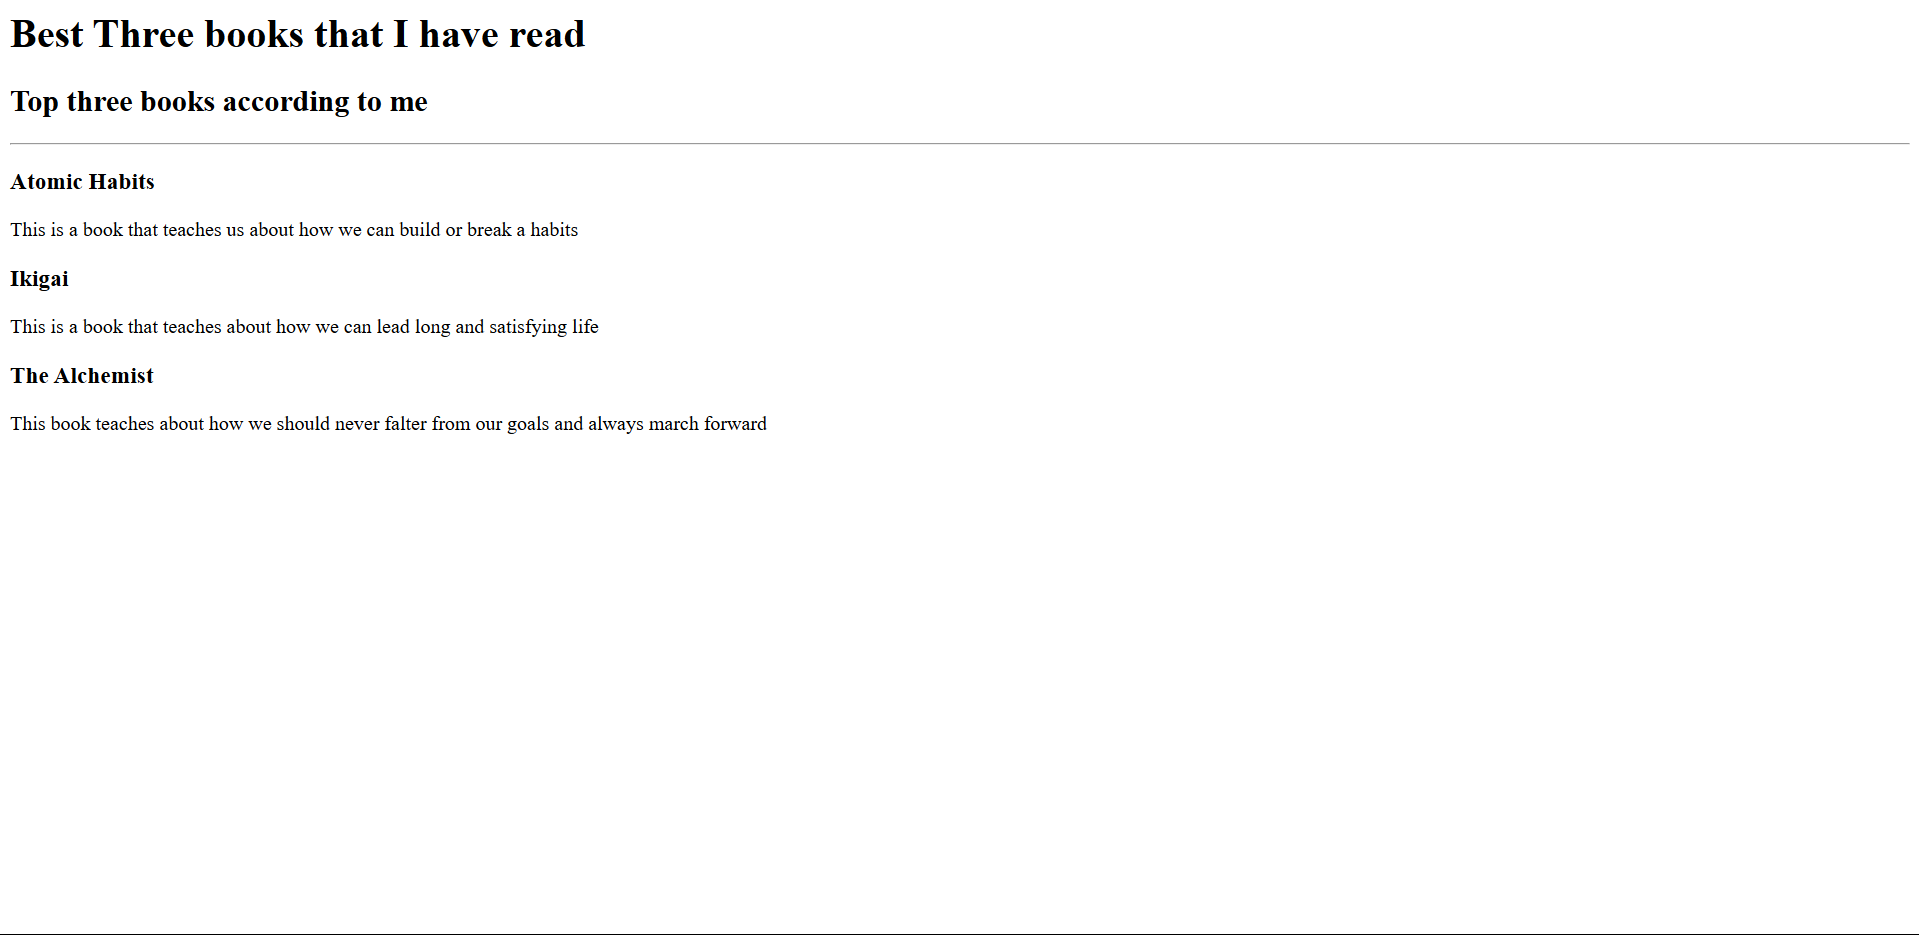 Best Three books that I have read
Top three books according to me
Atomic Habits
This is a book that teaches us about how we can build or break a habits
Ikigai
This is a book that teaches about how we can lead long and satisfying life
The Alchemist
This book teaches about how we should never falter from our goals and always march forward